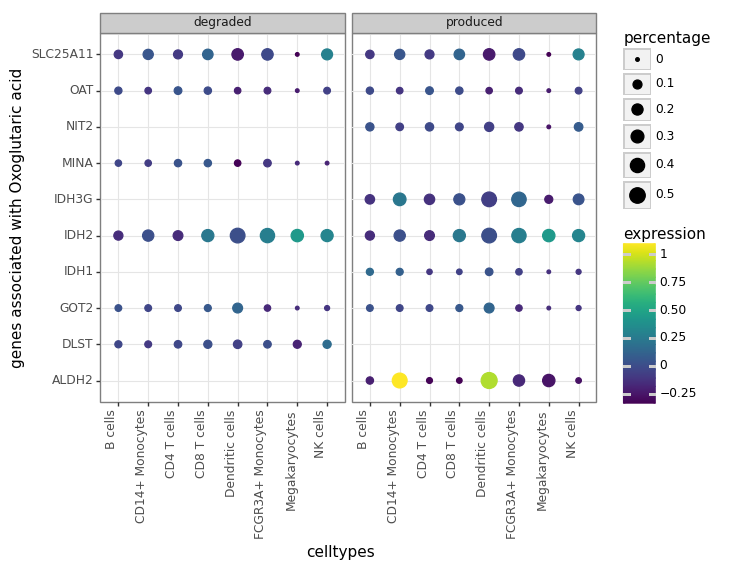 degraded
produced
genes associated with Oxoglutaric acid
SLC25A11
OAT
NIT2
MINA
IDH3G
IDH2
IDH1
GOT2
DLST
ALDH2
B cells
CD14+ Monocytes
CD4 T cells
CD8 T cells
Dendritic cells
FCGR3A+ Monocytes
Megakaryocytes
NK cells
B cells
CD14+ Monocytes
CD4 T cells
CD8 T cells
Dendritic cells
FCGR3A+ Monocytes
Megakaryocytes
NK cells
celltypes
percentage
0
0.1
0.2
0.3
0.4
0.5
expression
1
0.75
0.50
0.25
0
−0.25